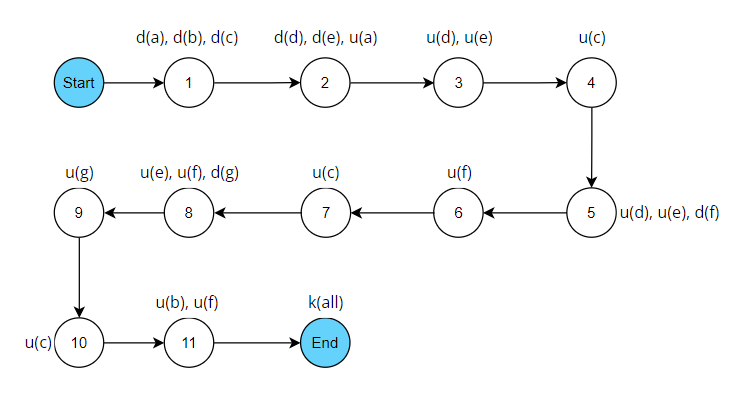 d(a), d(b), d(c)
d(d), d(e), u(a)
u(d), u(e)
u(c)
Start
1
2
3
4
u(g)
u(e), u(f), d(g)
u(c)
u(f)
9
8
7
6
5
u(d), u(e), d(f)
u(b), u(f)
k(all)
u(c)
10
11
End